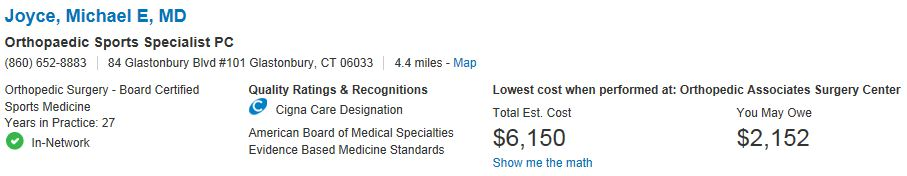 Joyce, Michael E, MD
Orthopaedic Sports Specialist PC
(860) 652-8883 | 84 Glastonbury Blvd #101 Glastonbury, CT 06033 | 4.4 miles - Map
Orthopedic Surgery - Board Certified
Sports Medicine
Years in Practice: 27
In-Network
Quality Ratings & Recognitions
Cigna Care Designation
American Board of Medical Specialties
Evidence Based Medicine Standards
Lowest cost when performed at: Orthopedic Associates Surgery Center
Total Est. Cost
$6,150
Show me the math
You May Owe
$2,152